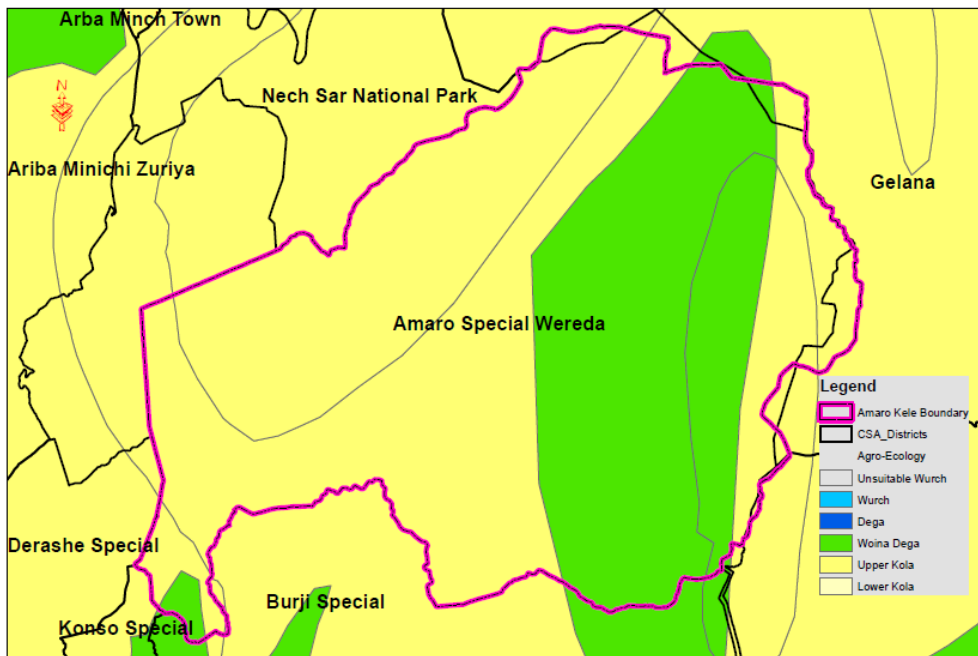 Arba Minch Town
N
Nech Sar National Park
Ariba Minichi Zuriya
Gelana
Amaro Special Wereda
Derashe Special
Burji Special
Konso Special
Legend
Amaro Kele Boundary
CSA_Districts
Agro-Ecology
Unsuitable Wurch
Wurch
Dega
Woina Dega
Upper Kola
Lower Kola